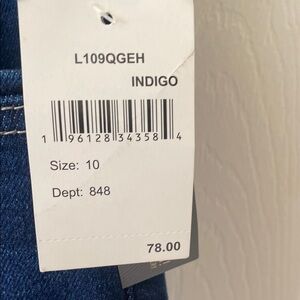 L109QGEH
INDIGO
1 96128 34358 4
Size: 10
Dept: 848
78.00